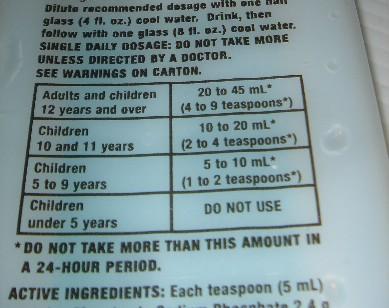 Dilute recommended dosage with one half
glass (4 fl. oz.) cool water. Drink, then
follow with one glass (8 fl. oz.) cool water.
SINGLE DAILY DOSAGE: DO NOT TAKE MORE
UNLESS DIRECTED BY A DOCTOR.
SEE WARNINGS ON CARTON.
Adults and children 20 to 45 mL*
12 years and over (4 to 9 teaspoons*)
Children 10 to 20 mL*
10 and 11 years (2 to 4 teaspoons*)
Children 5 to 10 mL*
5 to 9 years (1 to 2 teaspoons*)
Children DO NOT USE
under 5 years
*DO NOT TAKE MORE THAN THIS AMOUNT IN
A 24-HOUR PERIOD.
ACTIVE INGREDIENTS: Each teaspoon (5 mL)
Sodium Phosphate 2.4 g